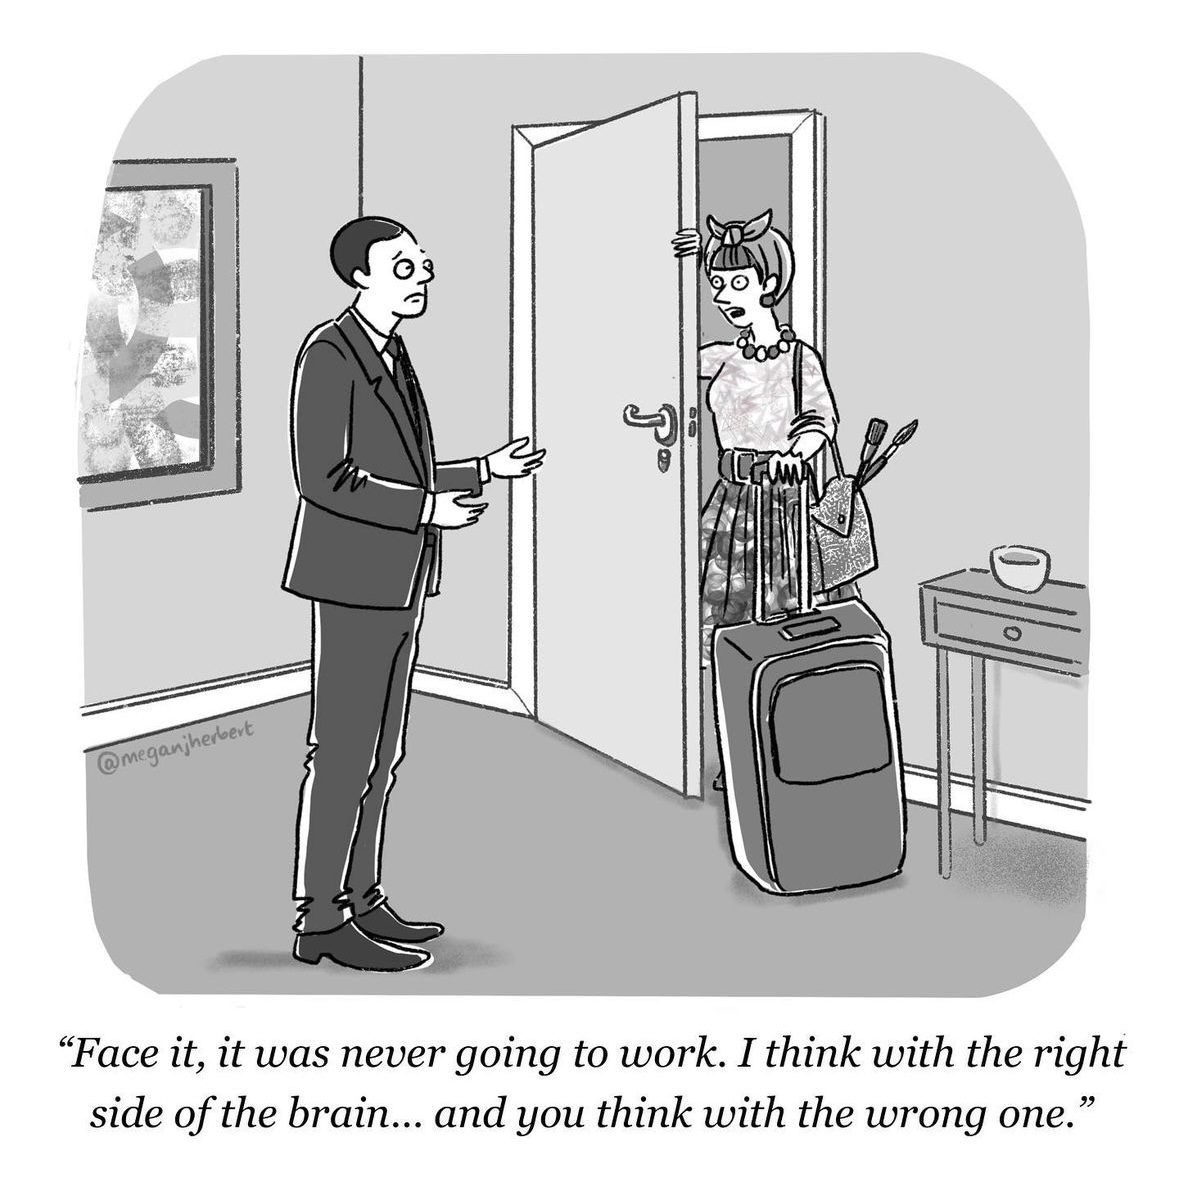 @meganjherbert
“Face it, it was never going to work. I think with the right
side of the brain... and you think with the wrong one.”